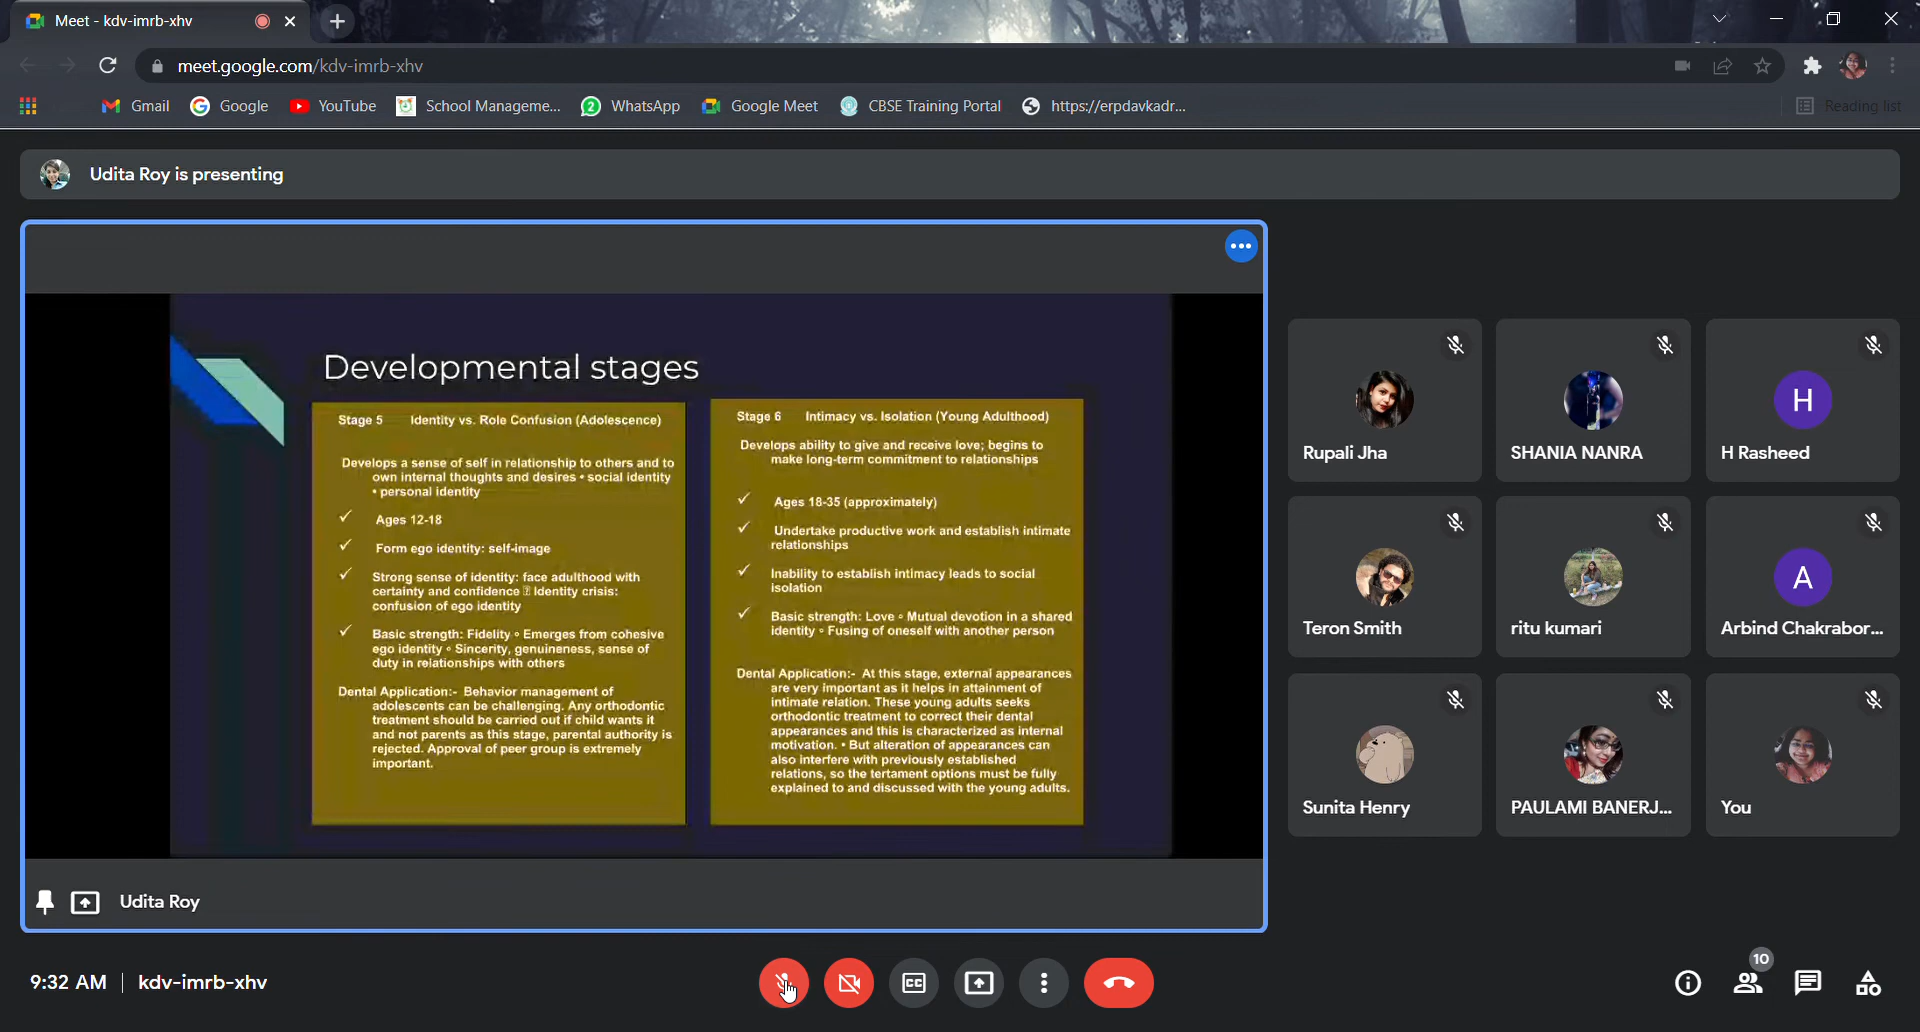 Meet - kdv-imrb-xhv
meet.google.com/kdv-imrb-xhv
Gmail Google YouTube School Manageme... WhatsApp Google Meet CBSE Training Portal https://erpdavkadr... Reading list
Udita Roy is presenting
Developmental stages
Stage 5 Identity vs. Role Confusion (Adolescence)
Develops a sense of self in relationship to others and to
own internal thoughts and desires • social identity
• personal identity
✓ Ages 12-18
✓ Form ego identity: self-image
✓ Strong sense of identity: face adulthood with
certainty and confidence ⍰ Identity crisis:
confusion of ego identity
✓ Basic strength: Fidelity ◦ Emerges from cohesive
ego identity ◦ Sincerity, genuineness, sense of
duty in relationships with others
Dental Application:- Behavior management of
adolescents can be challenging. Any orthodontic
treatment should be carried out if child wants it
and not parents as this stage, parental authority is
rejected. Approval of peer group is extremely
important.
Stage 6 Intimacy vs. Isolation (Young Adulthood)
Develops ability to give and receive love; begins to
make long-term commitment to relationships
✓ Ages 18-35 (approximately)
✓ Undertake productive work and establish intimate
relationships
✓ Inability to establish intimacy leads to social
isolation
✓ Basic strength: Love ◦ Mutual devotion in a shared
identity ◦ Fusing of oneself with another person
Dental Application:- At this stage, external appearances
are very important as it helps in attainment of
intimate relation. These young adults seeks
orthodontic treatment to correct their dental
appearances and this is characterized as internal
motivation. • But alteration of appearances can
also interfere with previously established
relations, so the tertament options must be fully
explained to and discussed with the young adults.
Udita Roy
Rupali Jha
SHANIA NANRA
H
H Rasheed
Teron Smith
ritu kumari
A
Arbind Chakrabor...
Sunita Henry
PAULAMI BANERJ...
You
9:32 AM | kdv-imrb-xhv
CC
10